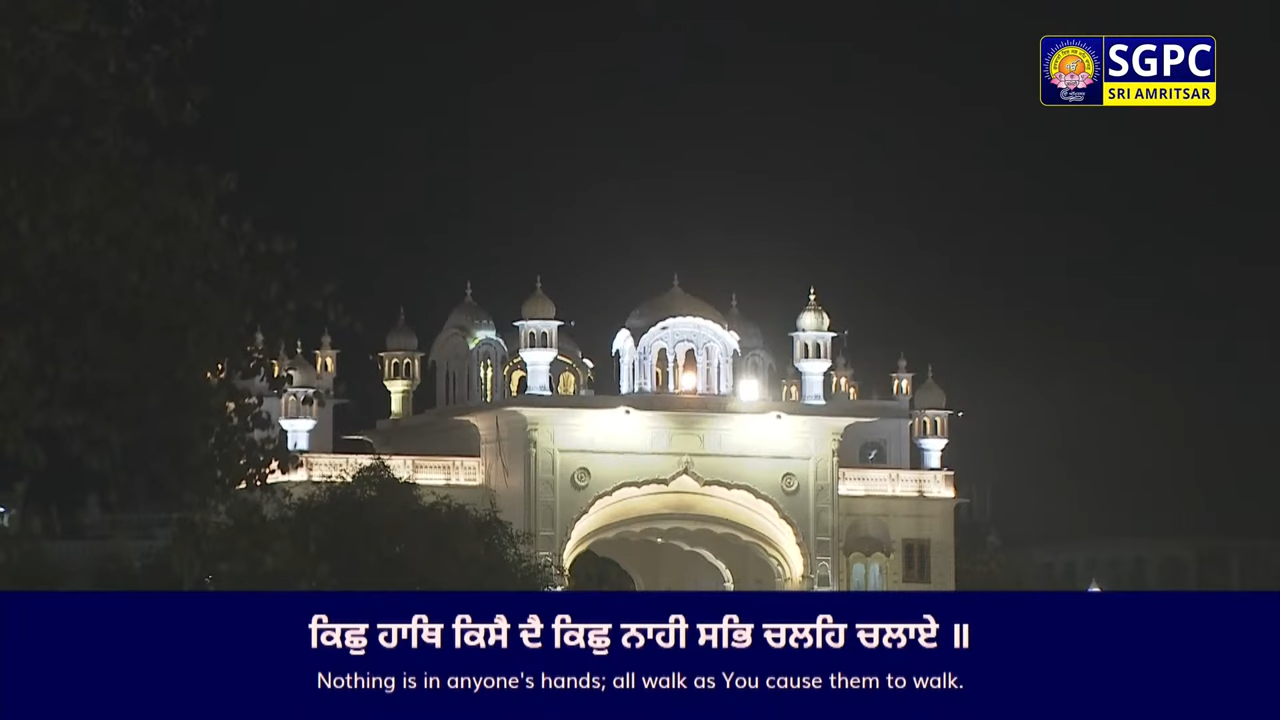 SGPC
SRI AMRITSAR
ਕਿਛੁ ਹਾਥਿ ਕਿਸੈ ਦੈ ਕਿਛੁ ਨਾਹੀ ਸਭਿ ਚਲਹਿ ਚਲਾਏ ॥
Nothing is in anyone's hands; all walk as You cause them to walk.